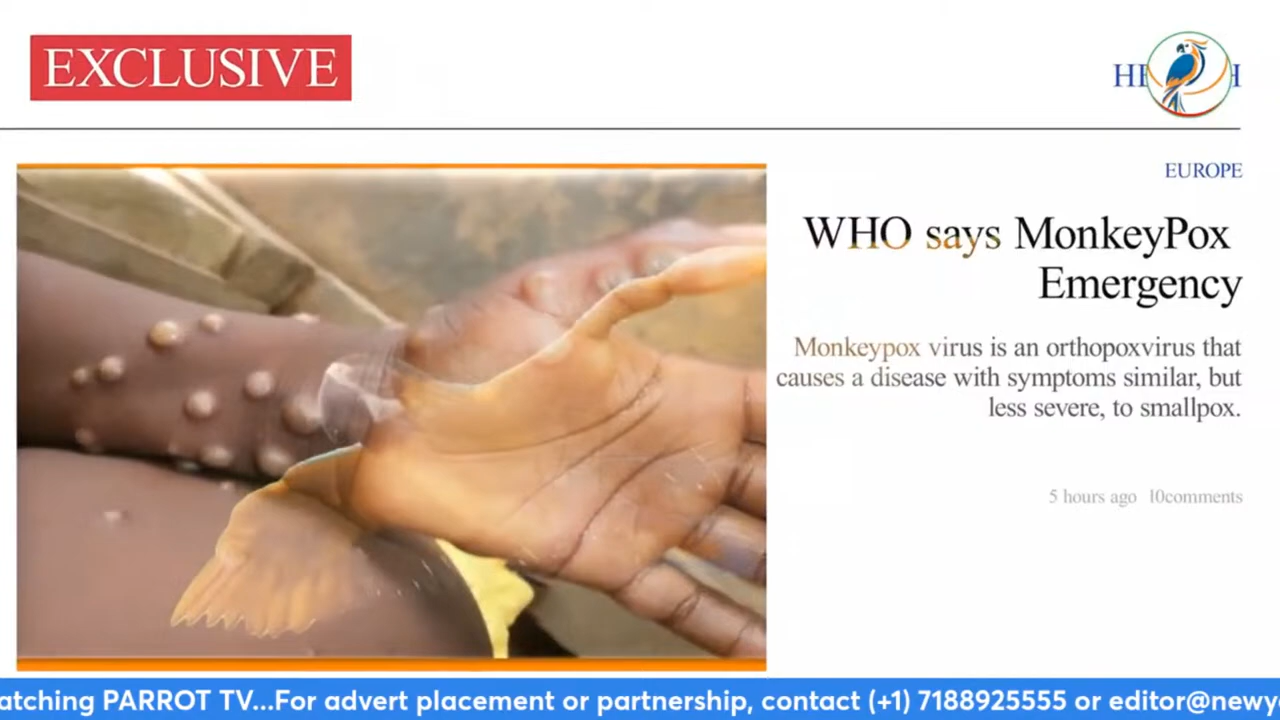 EXCLUSIVE
EUROPE
WHO says MonkeyPox
Emergency
Monkeypox virus is an orthopoxvirus that
causes a disease with symptoms similar, but
less severe, to smallpox.
5 hours ago 10comments
atching PARROT TV...For advert placement or partnership, contact (+1) 7188925555 or editor@newy